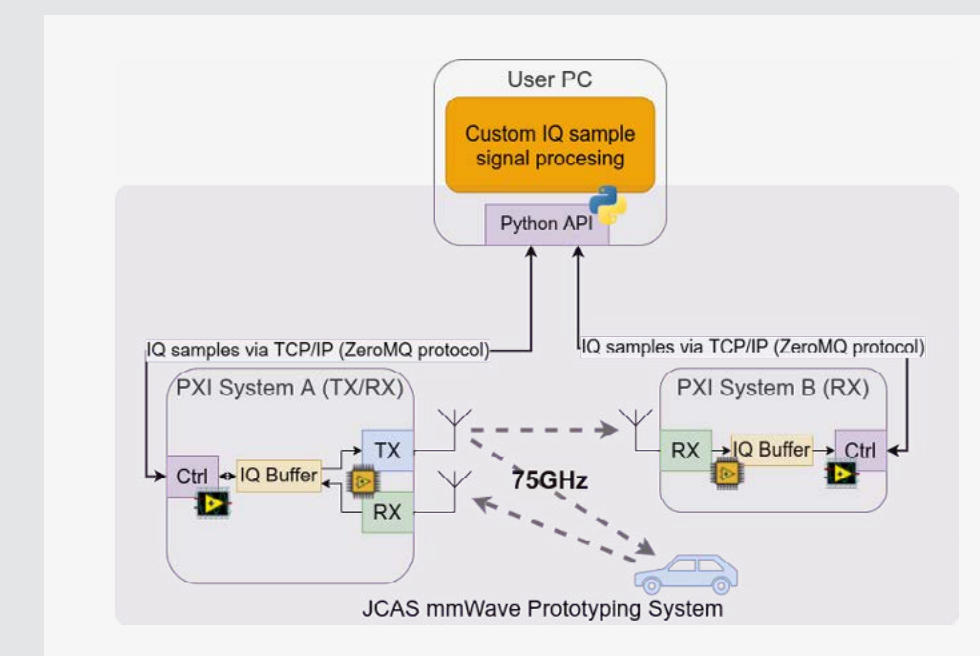 User PC
Custom IQ sample
signal procesing
Python API
IQ samples via TCP/IP (ZeroMQ protocol)
IQ samples via TCP/IP (ZeroMQ protocol)
PXI System A (TX/RX)
PXI System B (RX)
TX
RX
Ctrl
IQ Buffer
RX
IQ Buffer
Ctrl
75GHz
JCAS mmWave Prototyping System